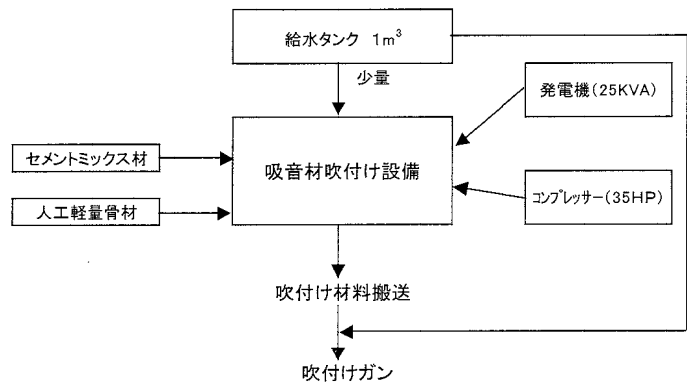 給水タンク 1m³
少量
発電機(25KVA)
セメントミックス材
吸音材吹付け設備
人工軽量骨材
コンプレッサー(35HP)
吹付け材料搬送
吹付けガン